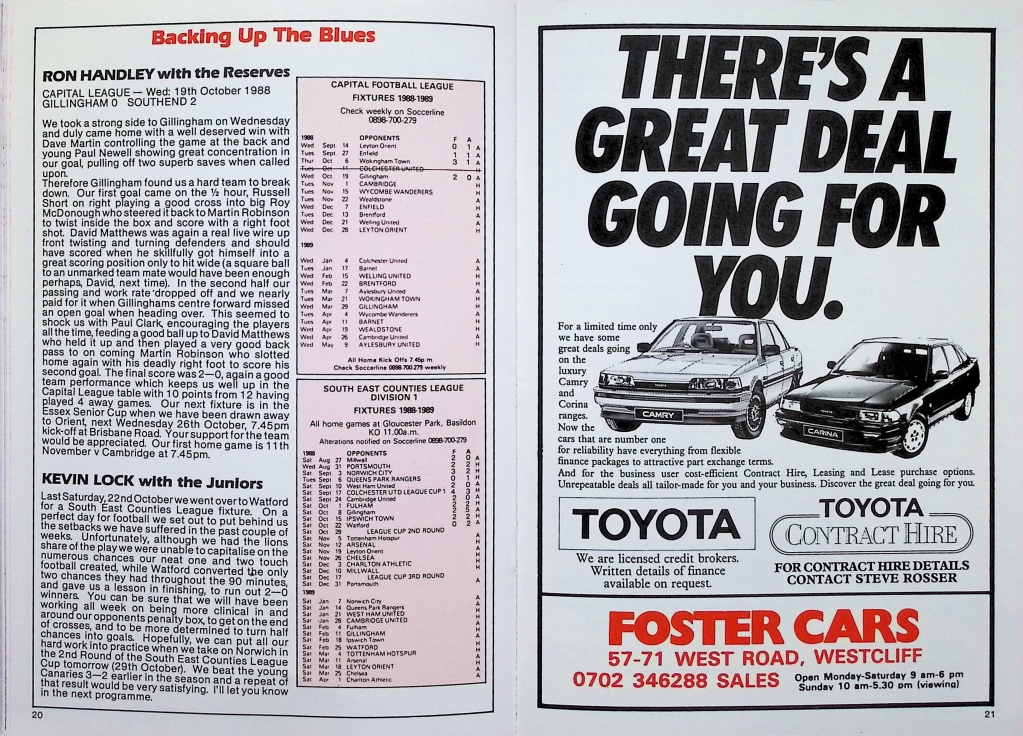 Backing Up The Blues
RON HANDLEY with the Reserves
CAPITAL LEAGUE — Wed: 19th October 1988
GILLINGHAM 0 SOUTHEND 2
We took a strong side to Gillingham on Wednesday
and duly came home with a well deserved win with
Dave Martin controlling the game at the back and
young Paul Newell showing great concentration in
our goal, pulling off two superb saves when called
upon.
Therefore Gillingham found us a hard team to break
down. Our first goal came on the ½ hour, Russell
Short on right playing a good cross into big Roy
McDonough who steered it back to Martin Robinson
to twist inside the box and score with a right foot
shot. David Matthews was again a real live wire up
front twisting and turning defenders and should
have scored when he skillfully got himself into a
great scoring position only to hit wide (a square ball
to an unmarked team mate would have been enough
perhaps, David, next time). In the second half our
passing and work rate dropped off and we nearly
paid for it when Gillinghams centre forward missed
an open goal when heading over. This seemed to
shock us with Paul Clark, encouraging the players
all the time, feeding a good ball up to David Matthews
who held it up and then played a very good back
pass to on coming Martin Robinson who slotted
home again with his deadly right foot to score his
second goal. The final score was 2—0, again a good
team performance which keeps us well up in the
Capital League table with 10 points from 12 having
played 4 away games. Our next fixture is in the
Essex Senior Cup when we have been drawn away
to Orient, next Wednesday 26th October, 7.45pm
kick-off at Brisbane Road. Your support for the team
would be appreciated. Our first home game is 11th
November v Cambridge at 7.45pm.
KEVIN LOCK with the Juniors
Last Saturday, 22nd October we went over to Watford
for a South East Counties League fixture. On a
perfect day for football we set out to put behind us
the setbacks we have suffered in the past couple of
weeks. Unfortunately, although we had the lions
share of the play we were unable to capitalise on the
numerous chances our neat one and two touch
football created, while Watford converted the only
two chances they had throughout the 90 minutes,
and gave us a lesson in finishing, to run out 2—0
winners. You can be sure that we will have been
working all week on being more clinical in and
around our opponents penalty box, to get on the end
of crosses, and to be more determined to turn half
chances into goals. Hopefully, we can put all our
hard work into practice when we take on Norwich in
the 2nd Round of the South East Counties League
Cup tomorrow (29th October). We beat the young
Canaries 3—2 earlier in the season and a repeat of
that result would be very satisfying. I'll let you know
in the next programme.
20
CAPITAL FOOTBALL LEAGUE
FIXTURES 1988-1989
Check weekly on Soccerline
0898-700-279
1988 OPPONENTS F A
Wed Sept 14 Leyton Orient 0 1 A
Tues Sept 27 Enfield 1 1 A
Thur Oct 6 Wokingham Town 3 1 A
Tues Oct 11 COLCHESTER UNITED H
Wed Oct 19 Gillingham 2 0 A
Tues Nov 1 CAMBRIDGE H
Tues Nov 15 WYCOMBE WANDERERS H
Tues Nov 22 Wealdstone A
Wed Dec 7 ENFIELD H
Tues Dec 13 Brentford A
Wed Dec 21 Welling United A
Wed Dec 28 LEYTON ORIENT H
1989
Wed Jan 4 Colchester United A
Tues Jan 17 Barnet A
Wed Feb 15 WELLING UNITED H
Wed Feb 22 BRENTFORD H
Tues Mar 7 Aylesbury United A
Tues Mar 21 WOKINGHAM TOWN H
Wed Mar 29 GILLINGHAM H
Tues Apr 4 Wycombe Wanderers A
Tues Apr 11 BARNET H
Wed Apr 19 WEALDSTONE H
Wed Apr 26 Cambridge United A
Wed May 9 AYLESBURY UNITED H
All Home Kick Offs 7.45p.m.
Check Soccerline 0898-700-279 weekly
SOUTH EAST COUNTIES LEAGUE
DIVISION 1
FIXTURES 1988-1989
All home games at Gloucester Park, Basildon
KO 11.00a.m.
Alterations notified on Soccerline 0898-700-279
1988 OPPONENTS F A
Sat Aug 27 Millwall 2 0 A
Wed Aug 31 PORTSMOUTH 2 2 H
Sat Sept 3 NORWICH CITY 3 2 H
Tues Sept 6 QUEENS PARK RANGERS 0 1 H
Sat Sept 10 West Ham United 2 0 A
Sat Sept 17 COLCHESTER UTD LEAGUE CUP 1 4 3 H
Sat Sept 24 Cambridge United 2 0 A
Sat Oct 1 FULHAM 2 2 H
Sat Oct 8 Gillingham 2 5 A
Sat Oct 15 IPSWICH TOWN 2 2 H
Sat Oct 22 Watford 0 2 A
Sat Oct 29 LEAGUE CUP 2ND ROUND
Sat Nov 5 Tottenham Hotspur A
Sat Nov 12 ARSENAL H
Sat Nov 19 Leyton Orient A
Sat Nov 26 CHELSEA H
Sat Dec 3 CHARLTON ATHLETIC H
Sat Dec 10 MILLWALL H
Sat Dec 17 LEAGUE CUP 3RD ROUND
Sat Dec 31 Portsmouth A
1989
Sat Jan 7 Norwich City A
Sat Jan 14 Queens Park Rangers A
Sat Jan 21 WEST HAM UNITED H
Sat Jan 28 CAMBRIDGE UNITED H
Sat Feb 4 Fulham A
Sat Feb 11 GILLINGHAM H
Sat Feb 18 Ipswich Town A
Sat Feb 25 WATFORD H
Sat Mar 4 TOTTENHAM HOTSPUR H
Sat Mar 11 Arsenal A
Sat Mar 18 LEYTON ORIENT H
Sat Mar 25 Chelsea A
Sat Apr 1 Charlton Athletic A
THERE'S A
GREAT DEAL
GOING FOR
YOU.
For a limited time only
we have some
great deals going
on the
luxury
Camry
and
Corina
ranges.
Now the
cars that are number one
for reliability have everything from flexible
finance packages to attractive part exchange terms.
And for the business user cost-efficient Contract Hire, Leasing and Lease purchase options.
Unrepeatable deals all tailor-made for you and your business. Discover the great deal going for you.
CAMRY
CARINA
TOYOTA
We are licensed credit brokers.
Written details of finance
available on request.
TOYOTA
CONTRACT HIRE
FOR CONTRACT HIRE DETAILS
CONTACT STEVE ROSSER
FOSTER CARS
57-71 WEST ROAD, WESTCLIFF
0702 346288 SALES
Open Monday-Saturday 9 am-6 pm
Sunday 10 am-5.30 pm (viewing)
21